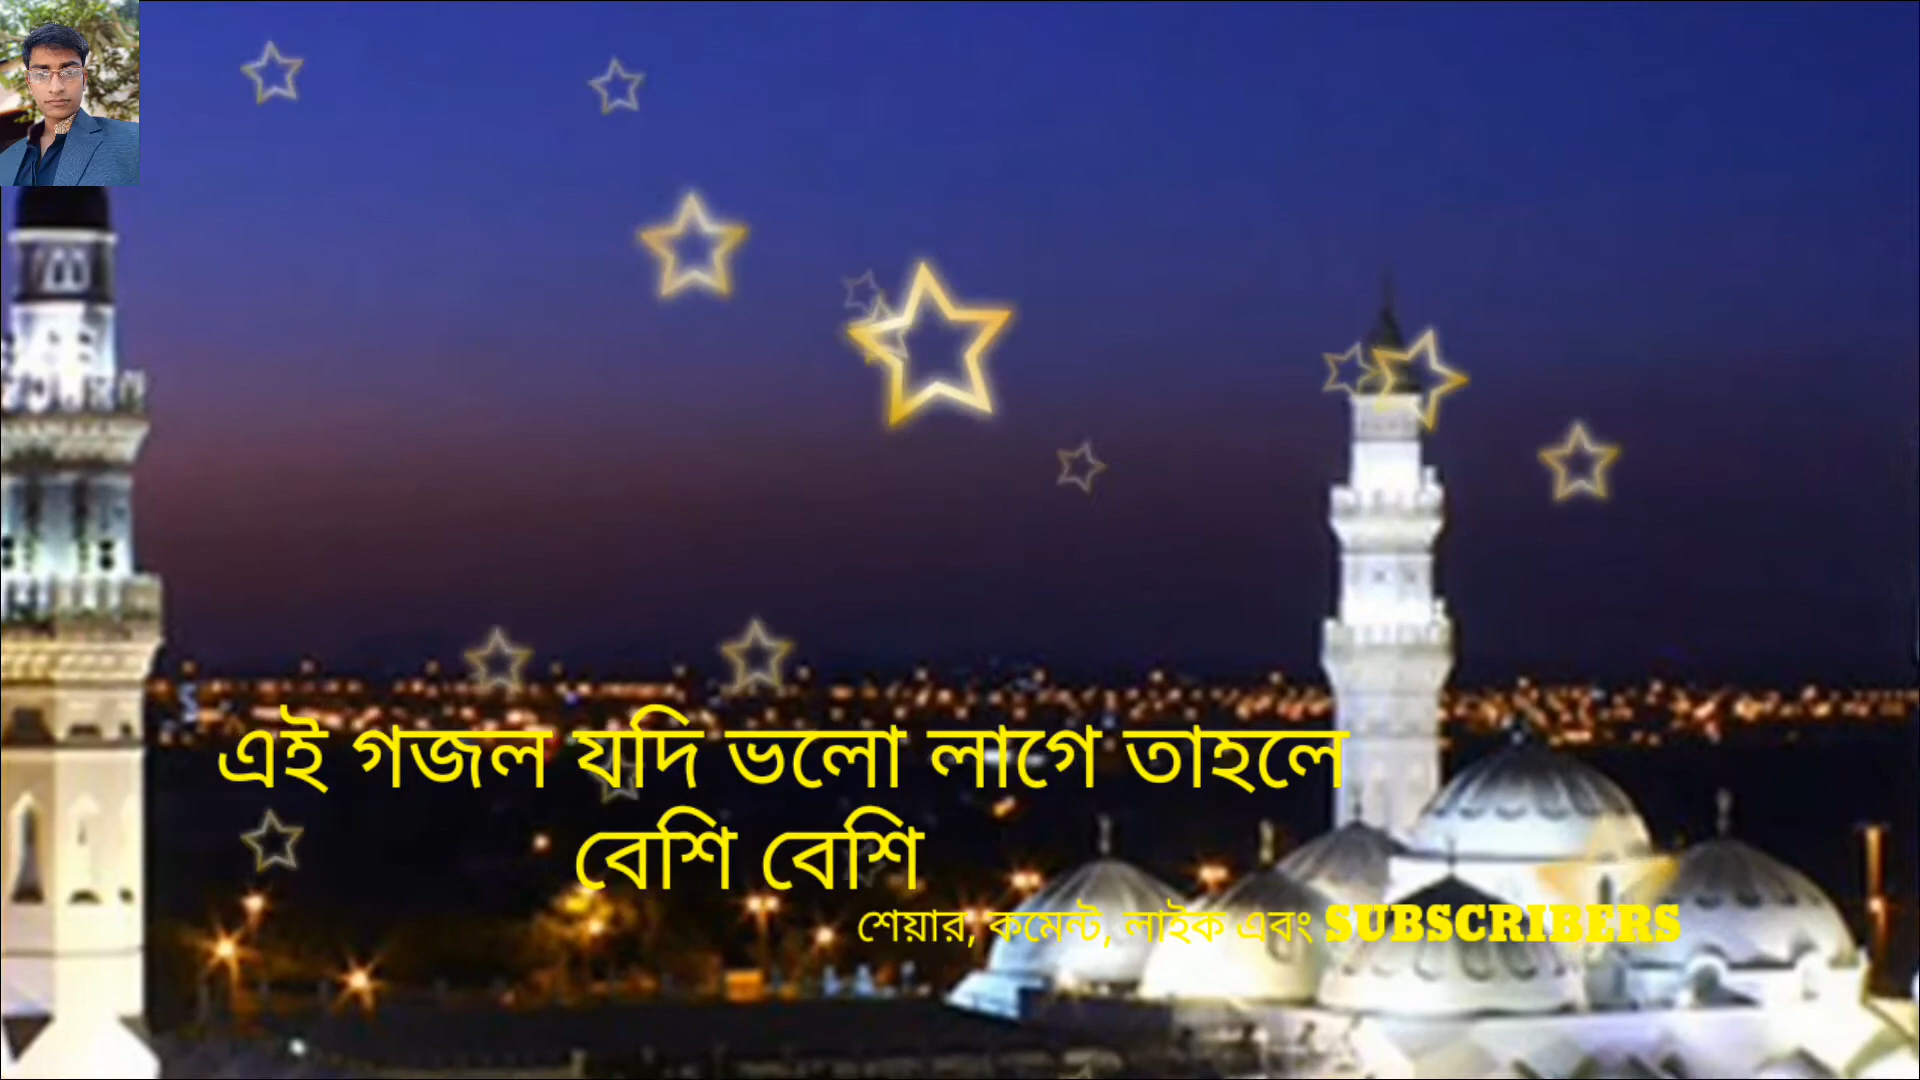 এই গজল যদি ভলো লাগে তাহলে
বেশি বেশি
শেয়ার, কমেন্ট, লাইক এবং SUBSCRIBERS